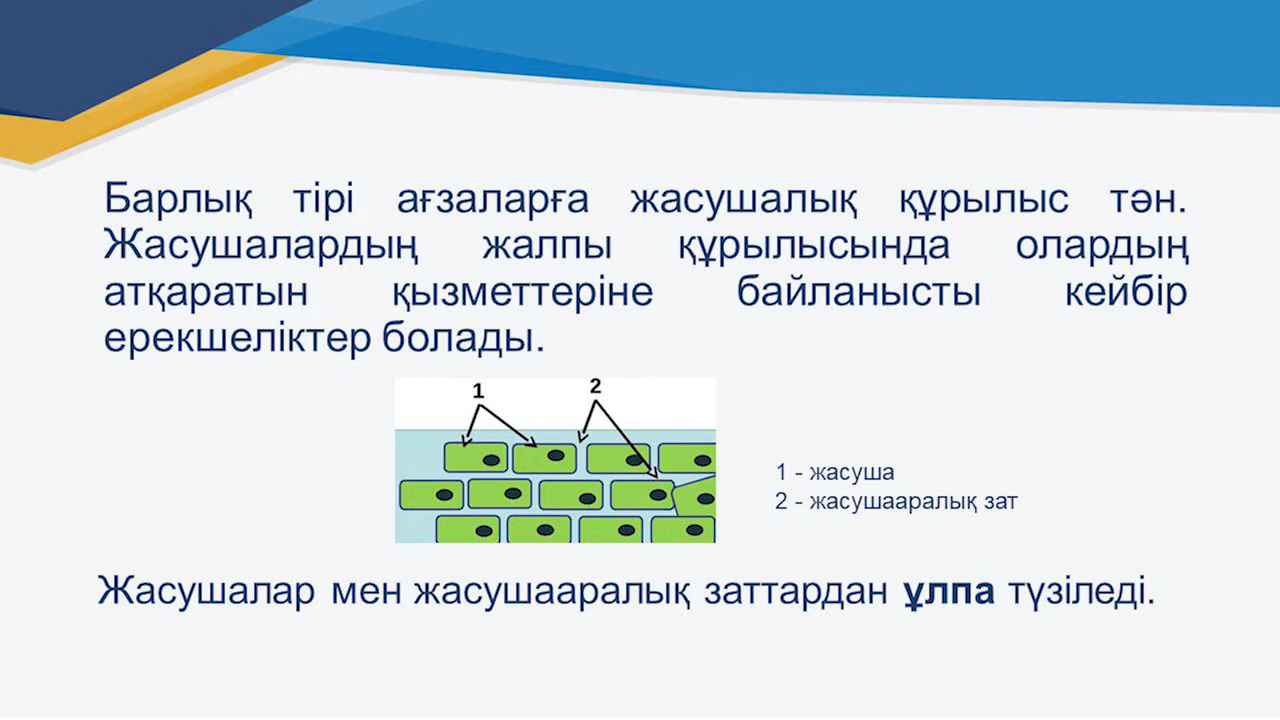 Барлық тірі ағзаларға жасушалық құрылыс тән.
Жасушалардың жалпы құрылысында олардың
атқаратын қызметтеріне байланысты кейбір
ерекшеліктер болады.
1 2
1 - жасуша
2 - жасушааралық зат
Жасушалар мен жасушааралық заттардан ұлпа түзіледі.